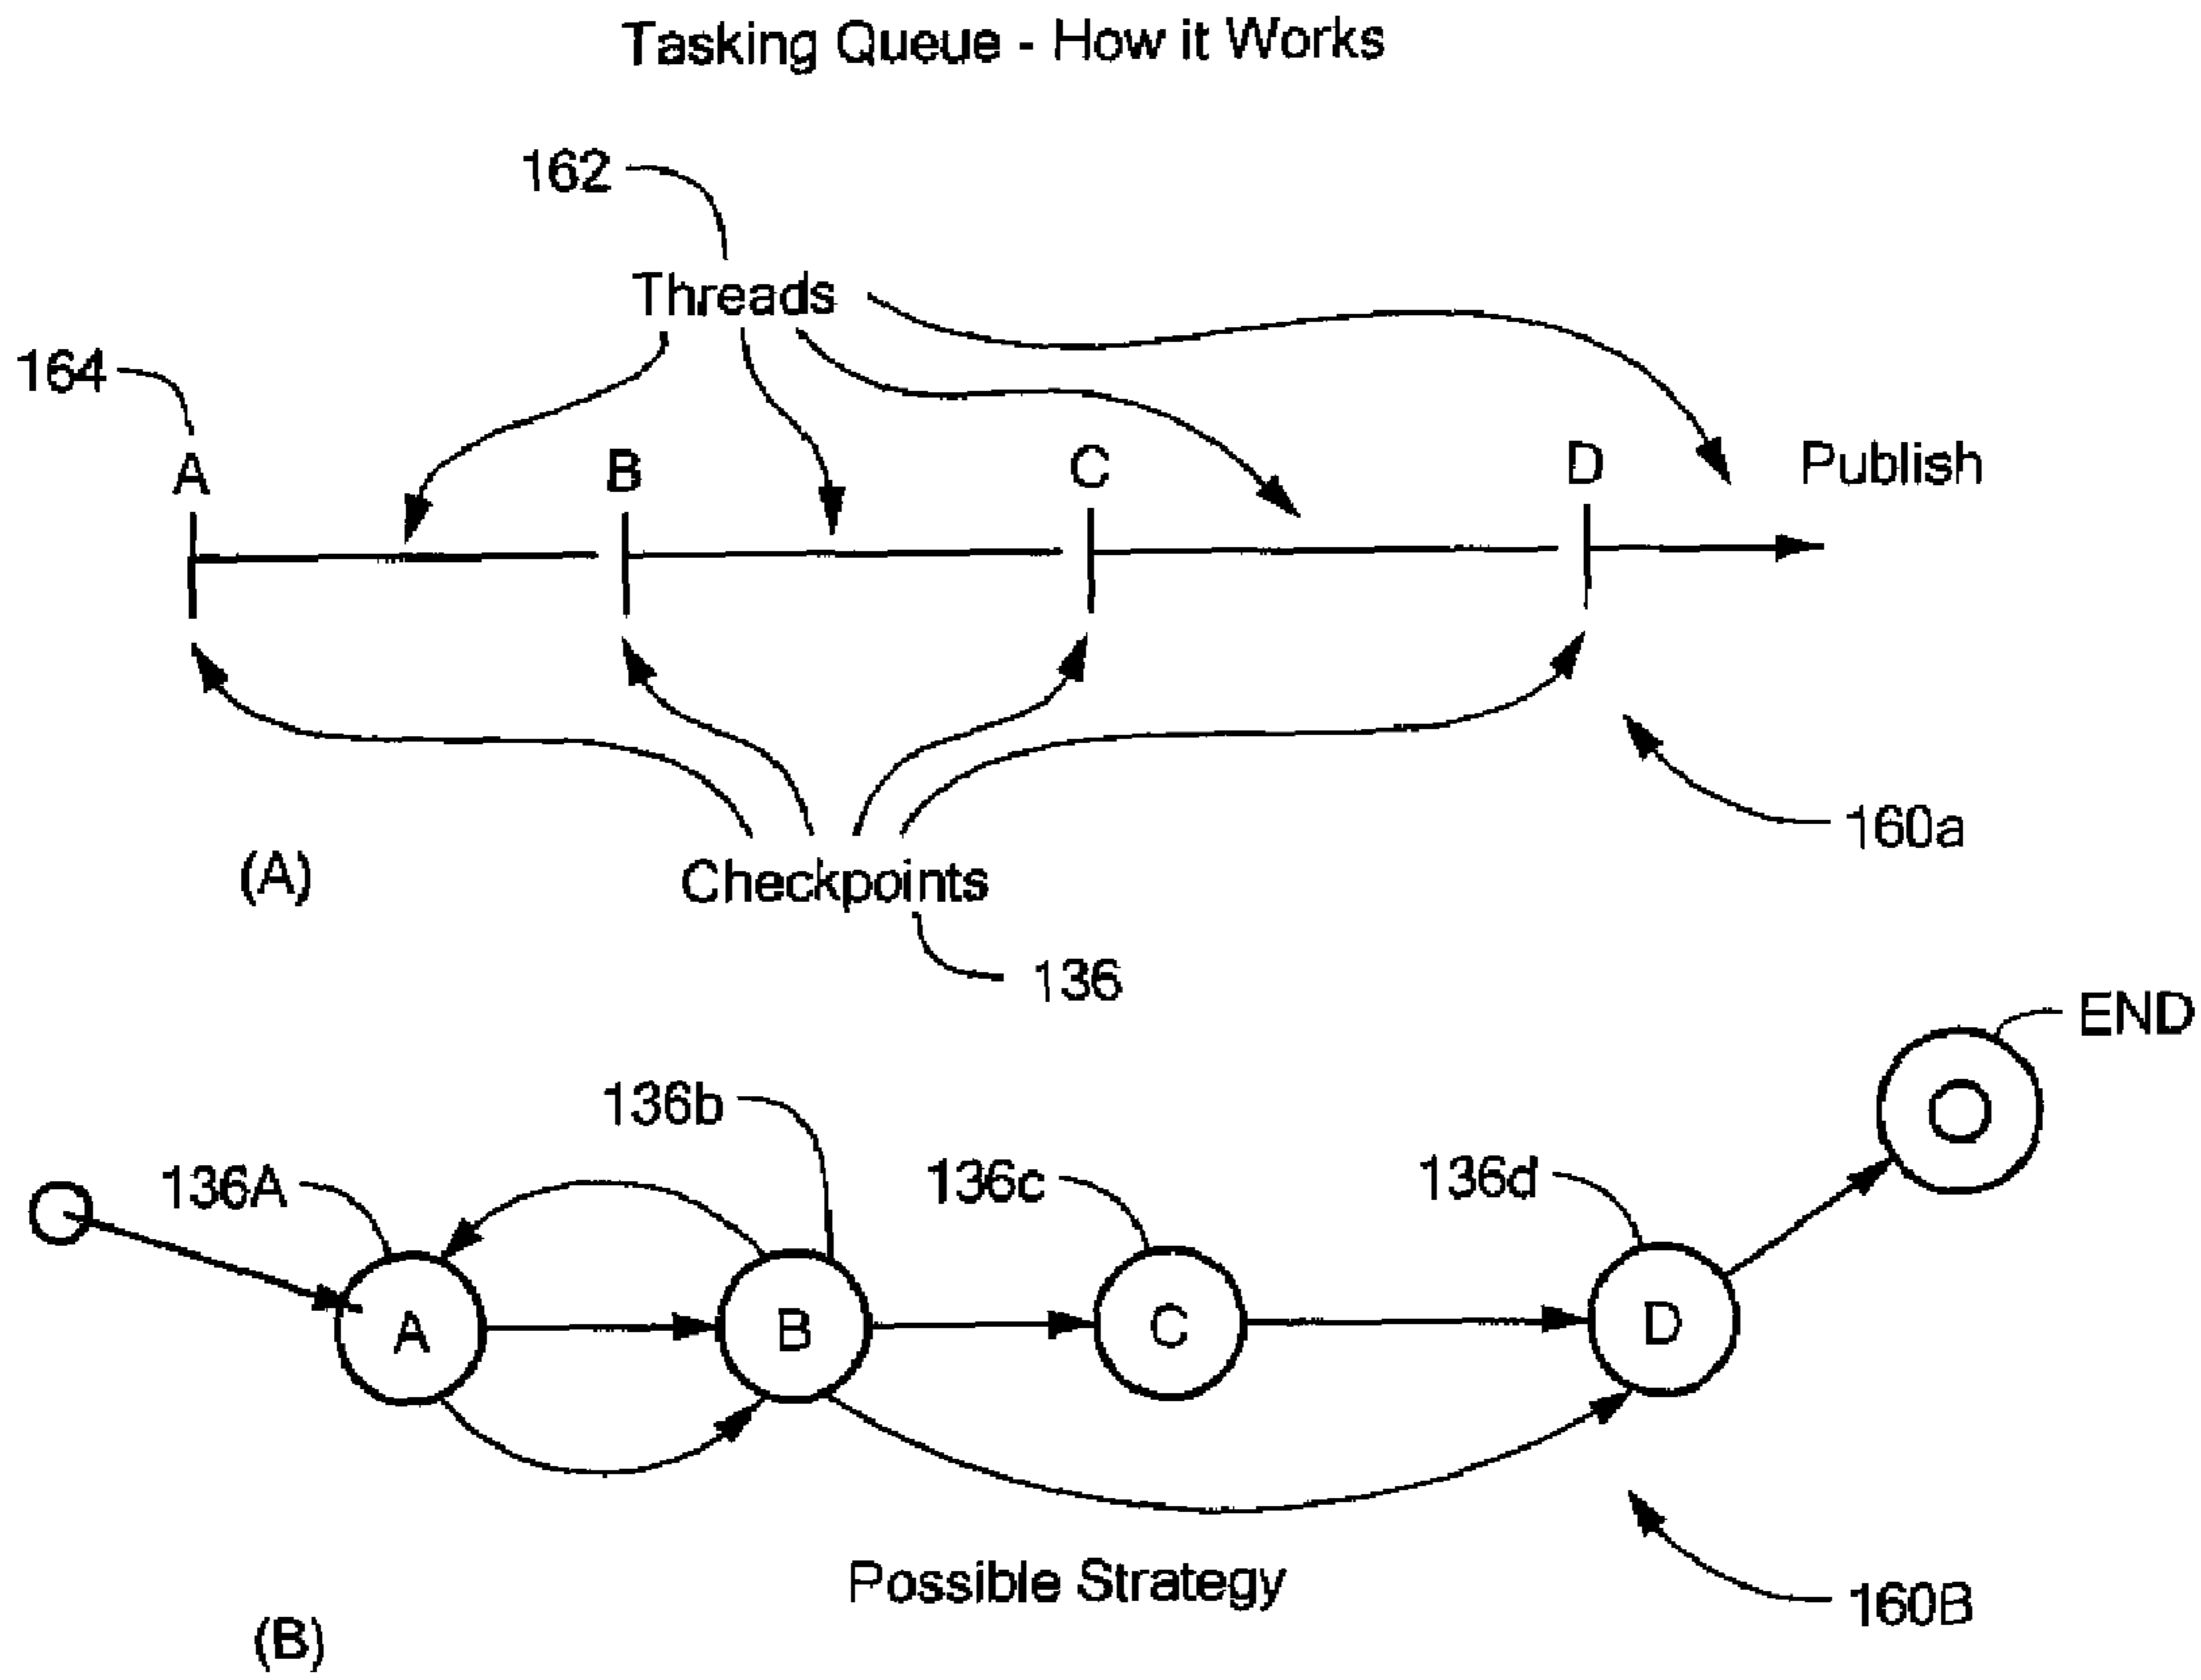 Tasking Queue - How it Works
162
Threads
164
A
B
C
D
Publish
160a
(A)
Checkpoints
136
END
136b
136A
136c
136d
A
B
C
D
Possible Strategy
160B
(B)